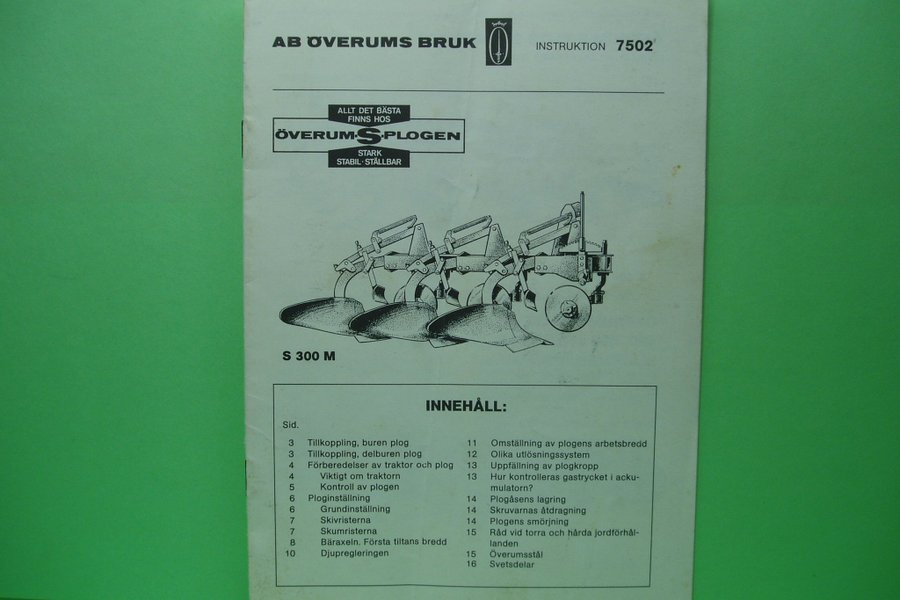 AB ÖVERUMS BRUK
INSTRUKTION 7502
ALLT DET BÄSTA
FINNS HOS
ÖVERUM-S-PLOGEN
STARK
STABIL·STÄLLBAR
S 300 M
INNEHÅLL:
Sid.
3 Tillkoppling, buren plog
3 Tillkoppling, delburen plog
4 Förberedelser av traktor och plog
4 Viktigt om traktorn
5 Kontroll av plogen
6 Ploginställning
6 Grundinställning
7 Skivristerna
7 Skumristerna
8 Bäraxeln. Första tiltans bredd
10 Djupregleringen
11 Omställning av plogens arbetsbredd
12 Olika utlösningssystem
13 Uppfällning av plogkropp
13 Hur kontrolleras gastrycket i acku-
mulatorn?
14 Plogåsens lagring
14 Skruvarnas åtdragning
14 Plogens smörjning
15 Råd vid torra och hårda jordförhål-
landen
15 Överumsstål
16 Svetsdelar